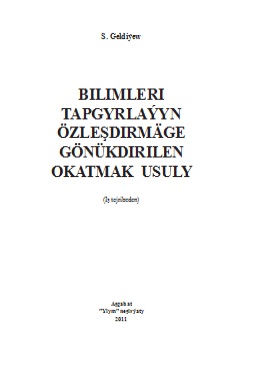 S. Geldiýew
BILIMLERI
TAPGYRLAÝYN
ÖZLEŞDIRMÄGE
GÖNÜKDIRILEN
OKATMAK USULY
(Iş tejribeden)
Aşgabat
"Ylym" neşirýaty
2011